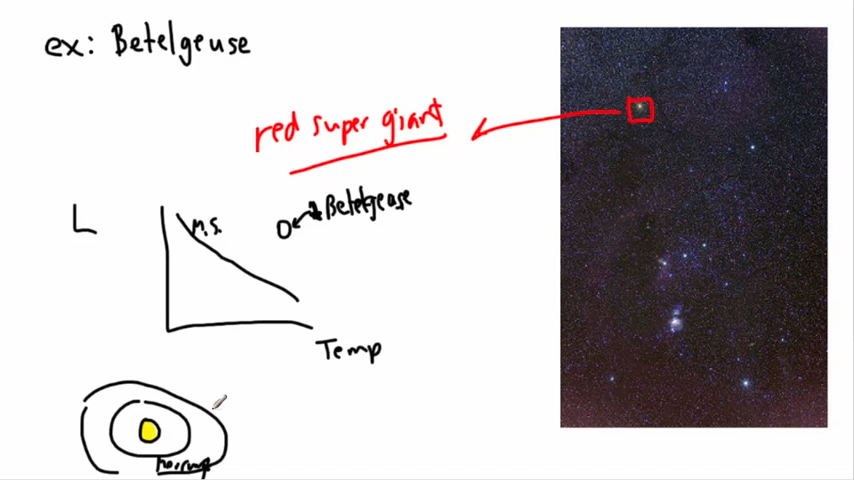 ex: Betelgeuse
red super giant
Betelgeuse
M.S.
L
Temp